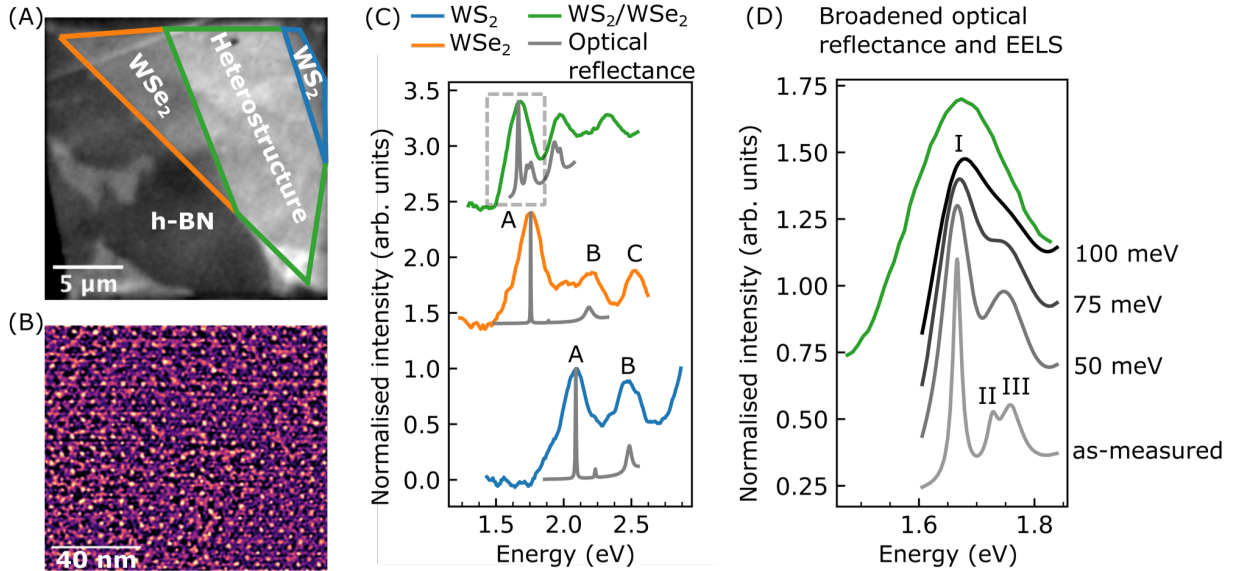 (A)
WSe2
Heterostructure
WS2
h-BN
5 μm
(B)
40 nm
(C)
WS2
WS2/WSe2
WSe2
Optical
reflectance
Normalised intensity (arb. units)
3.5
3.0
2.5
2.0
1.5
1.0
0.5
0.0
A
B
C
A
B
1.5
2.0
2.5
Energy (eV)
(D)
Broadened optical
reflectance and EELS
Normalised intensity (arb. units)
1.75
1.50
1.25
1.00
0.75
0.50
0.25
I
II
III
100 meV
75 meV
50 meV
as-measured
1.6
1.8
Energy (eV)